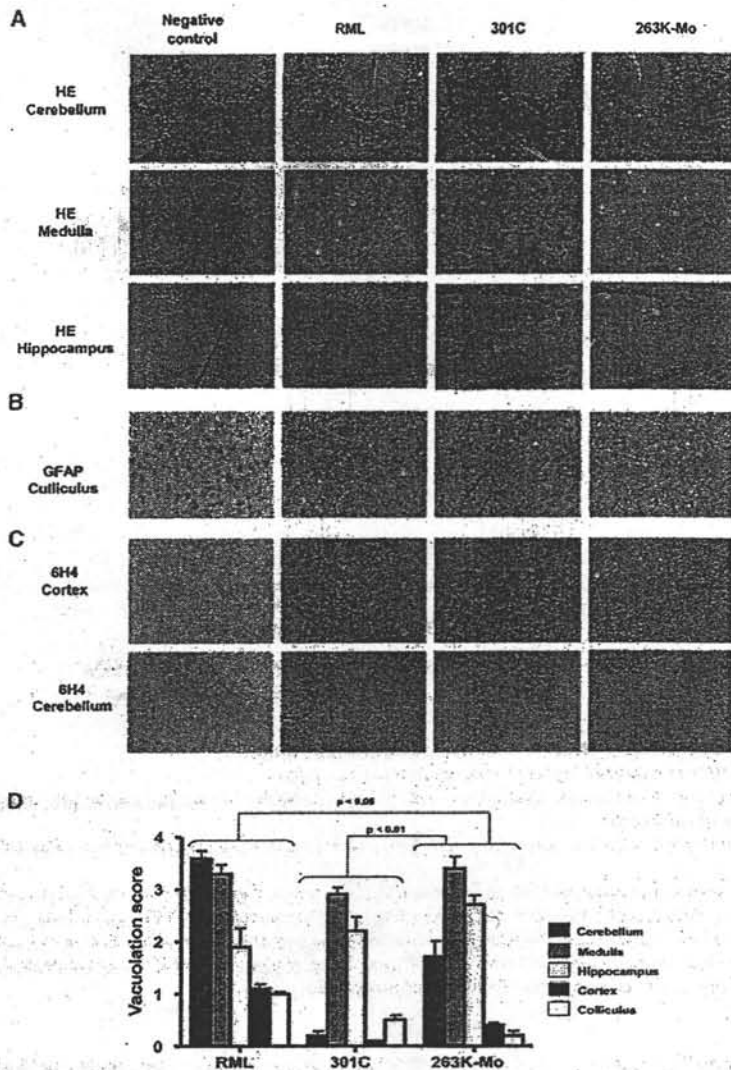 A
Negative control RML 301C 263K-Mo
HE Cerebellum
HE Medulla
HE Hippocampus
B
GFAP Culliculus
C
6H4 Cortex
6H4 Cerebellum
D
p < 0.05
p < 0.01
Vacuolation score
4
3
2
1
0
Cerebellum
Medulla
Hippocampus
Cortex
Colliculus
RML 301C 263K-Mo